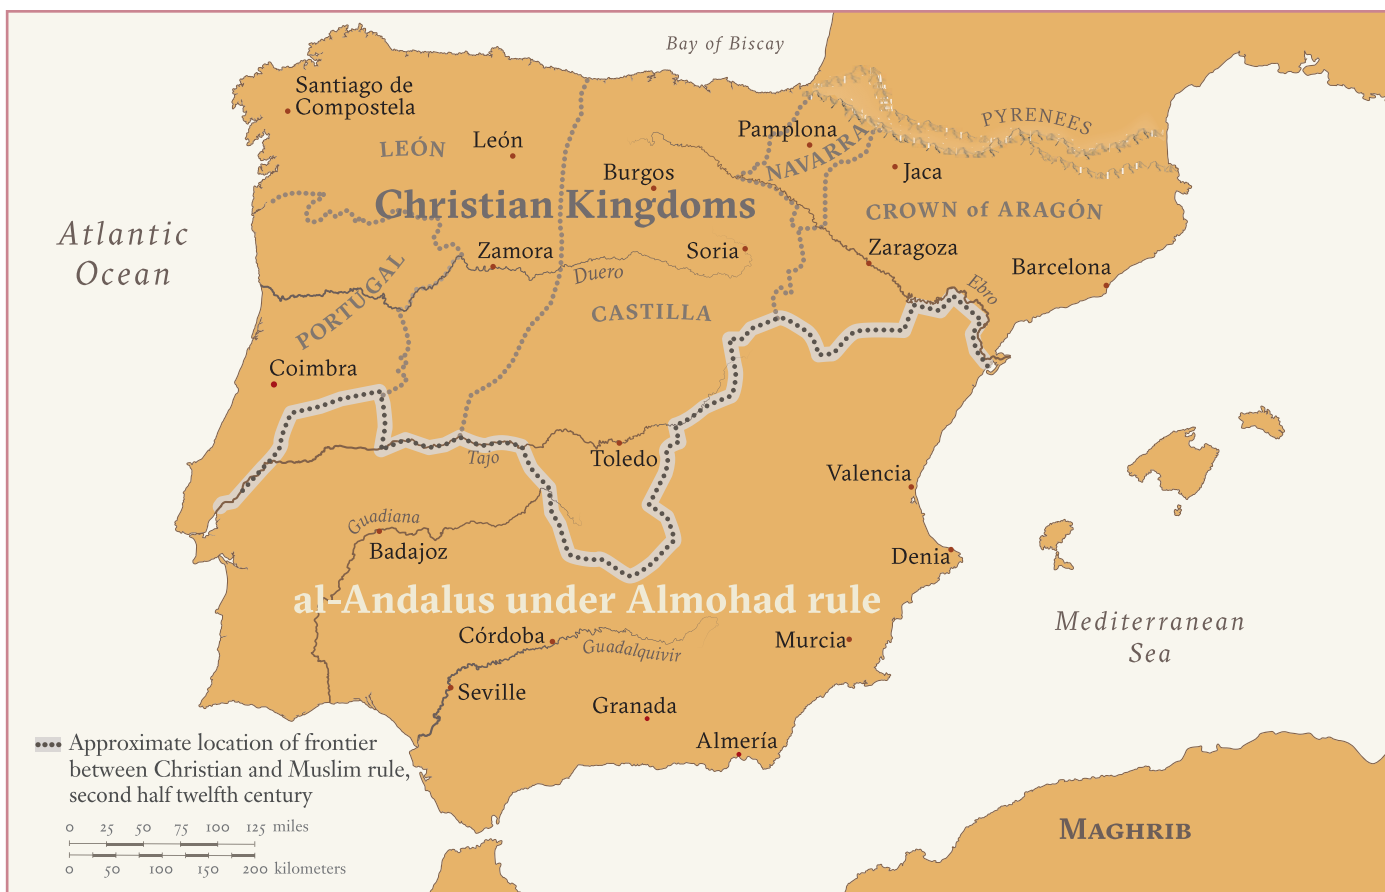 Bay of Biscay
Santiago de
Compostela
LEÓN
León
Pamplona
NAVARRA
PYRENEES
Jaca
Burgos
Christian Kingdoms
CROWN of ARAGÓN
Atlantic
Ocean
Zamora
Soria
Zaragoza
Duero
Barcelona
Ebro
PORTUGAL
CASTILLA
Coimbra
Tajo
Toledo
Valencia
Guadiana
Badajoz
Denia
al-Andalus under Almohad rule
Mediterranean
Sea
Córdoba
Guadalquivir
Murcia
Seville
Granada
Almería
Approximate location of frontier
between Christian and Muslim rule,
second half twelfth century
0 25 50 75 100 125 miles
0 50 100 150 200 kilometers
MAGHRIB